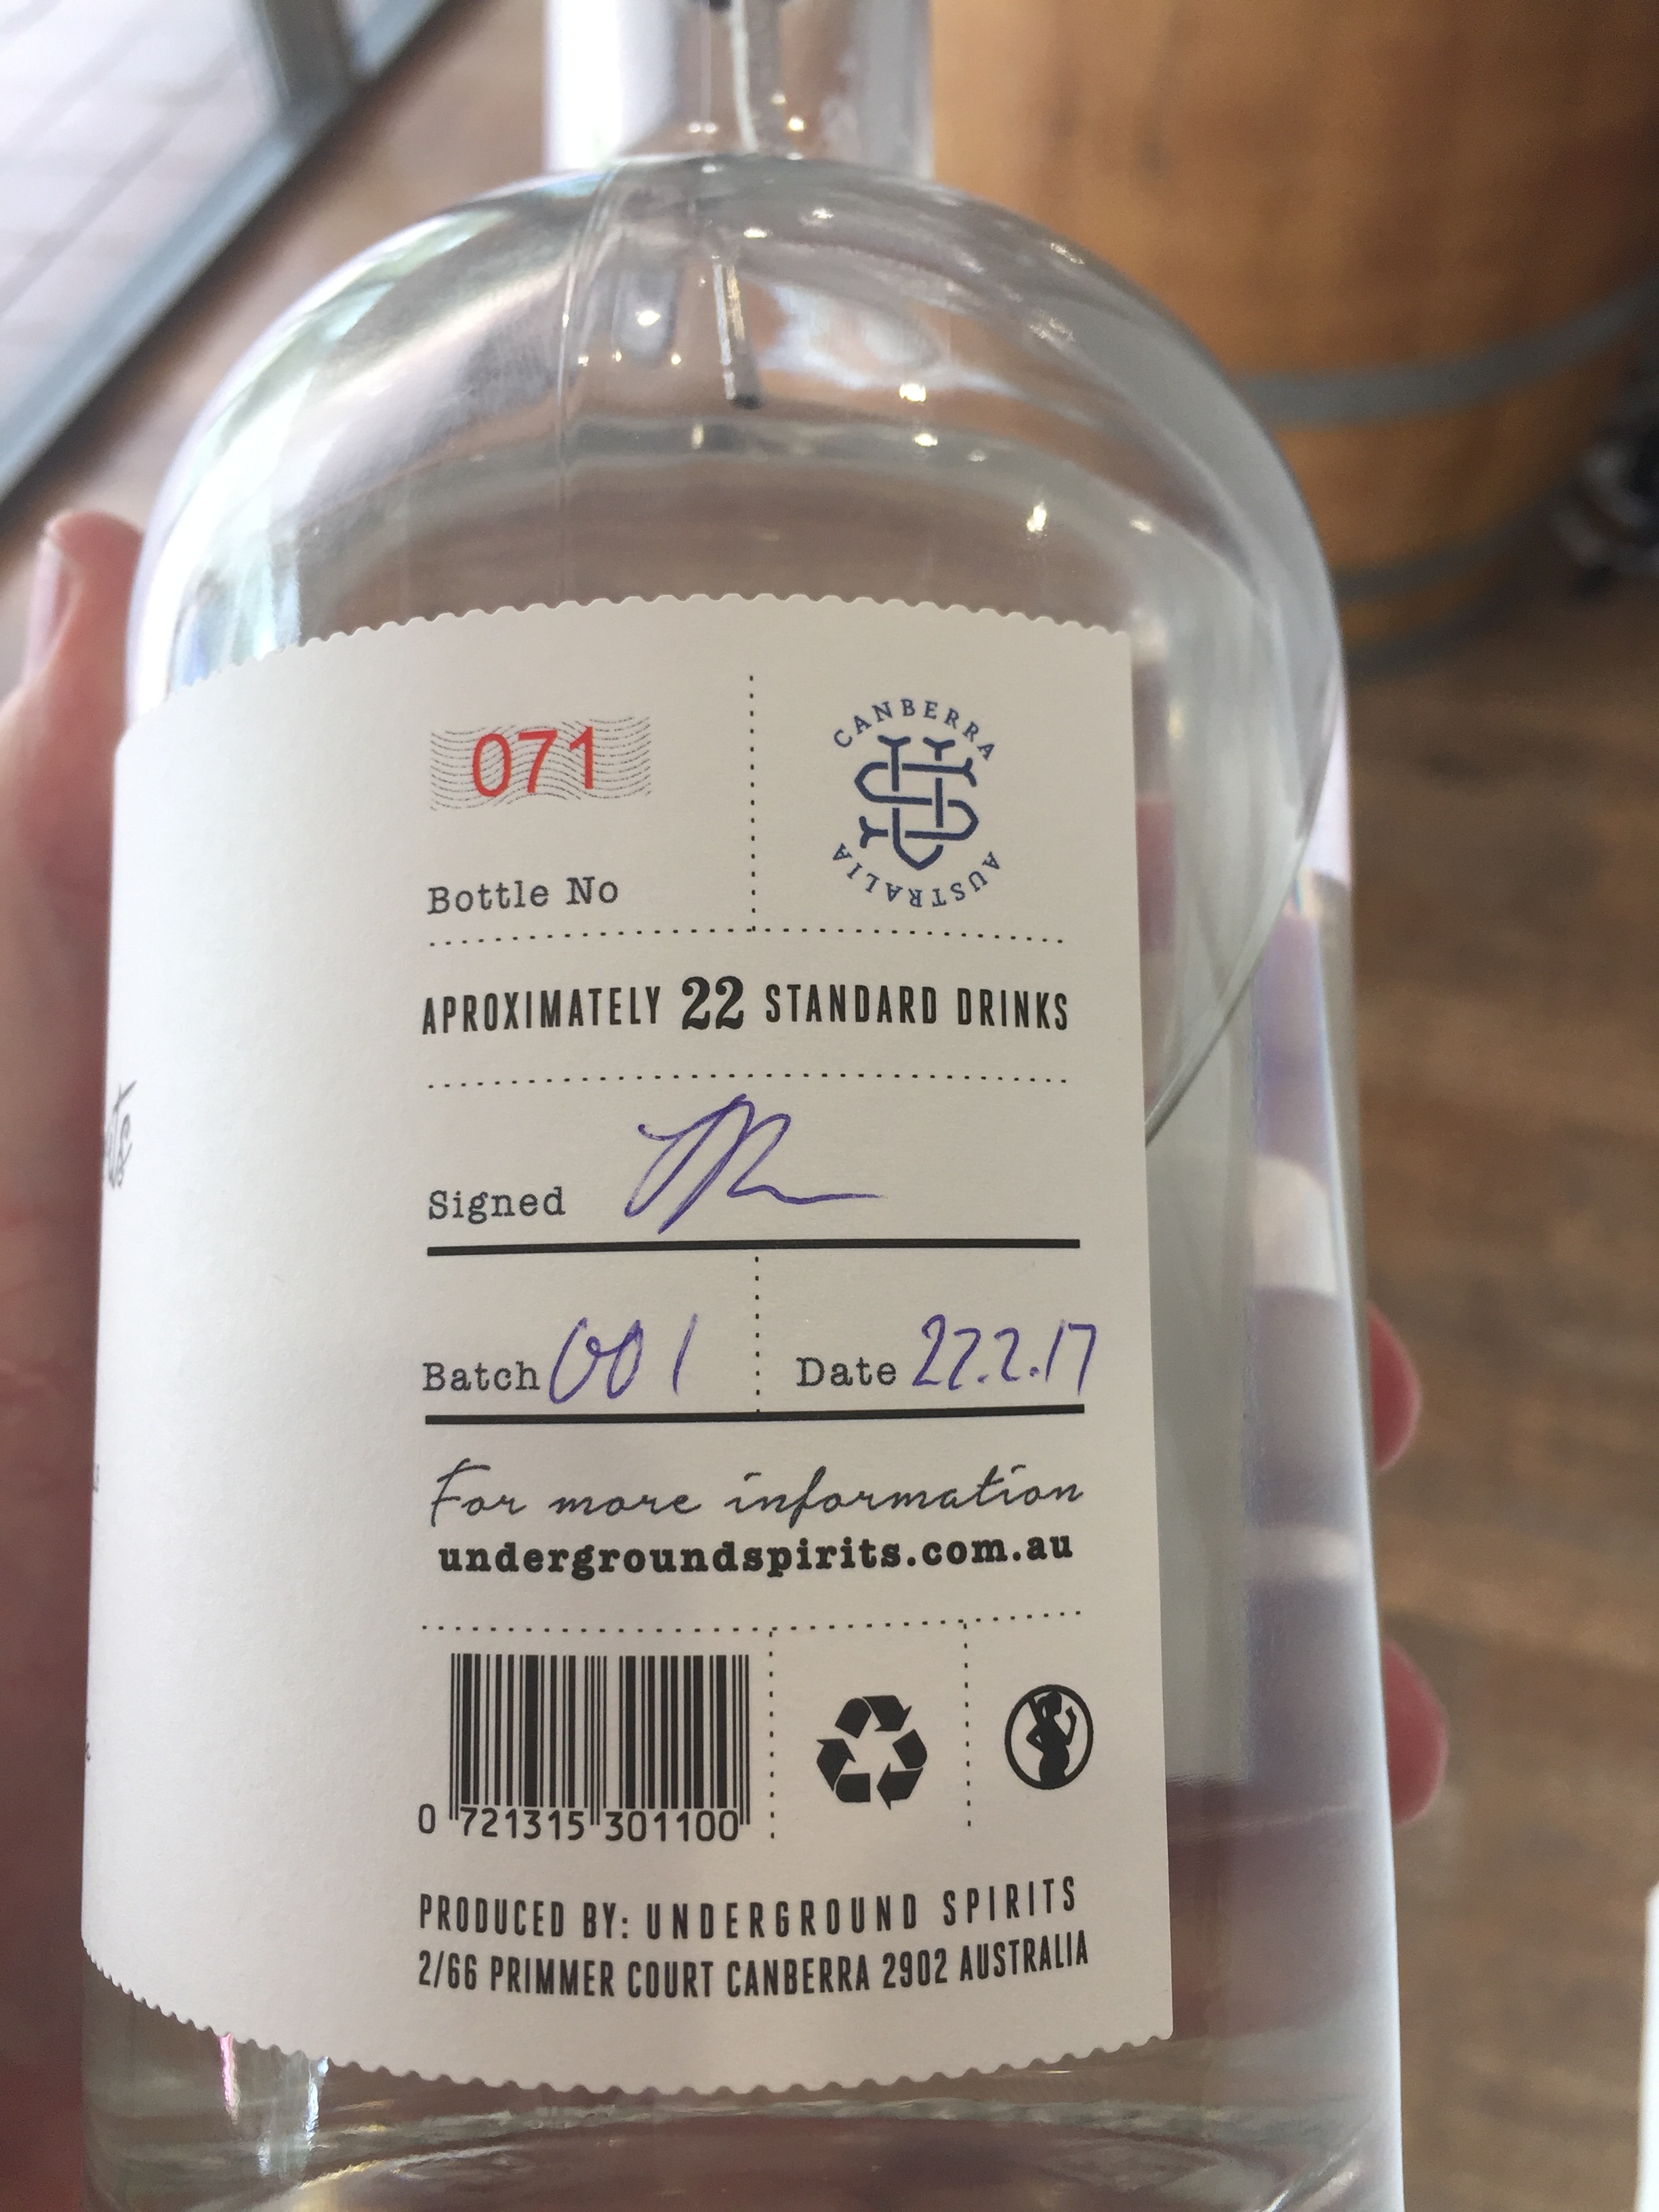 071
CANBERRA
AUSTRALIA
Bottle No
APROXIMATELY 22 STANDARD DRINKS
Signed
Batch 001 Date 22.2.17
For more information
undergroundspirits.com.au
0 721315 301100
PRODUCED BY: UNDERGROUND SPIRITS
2/66 PRIMMER COURT CANBERRA 2902 AUSTRALIA